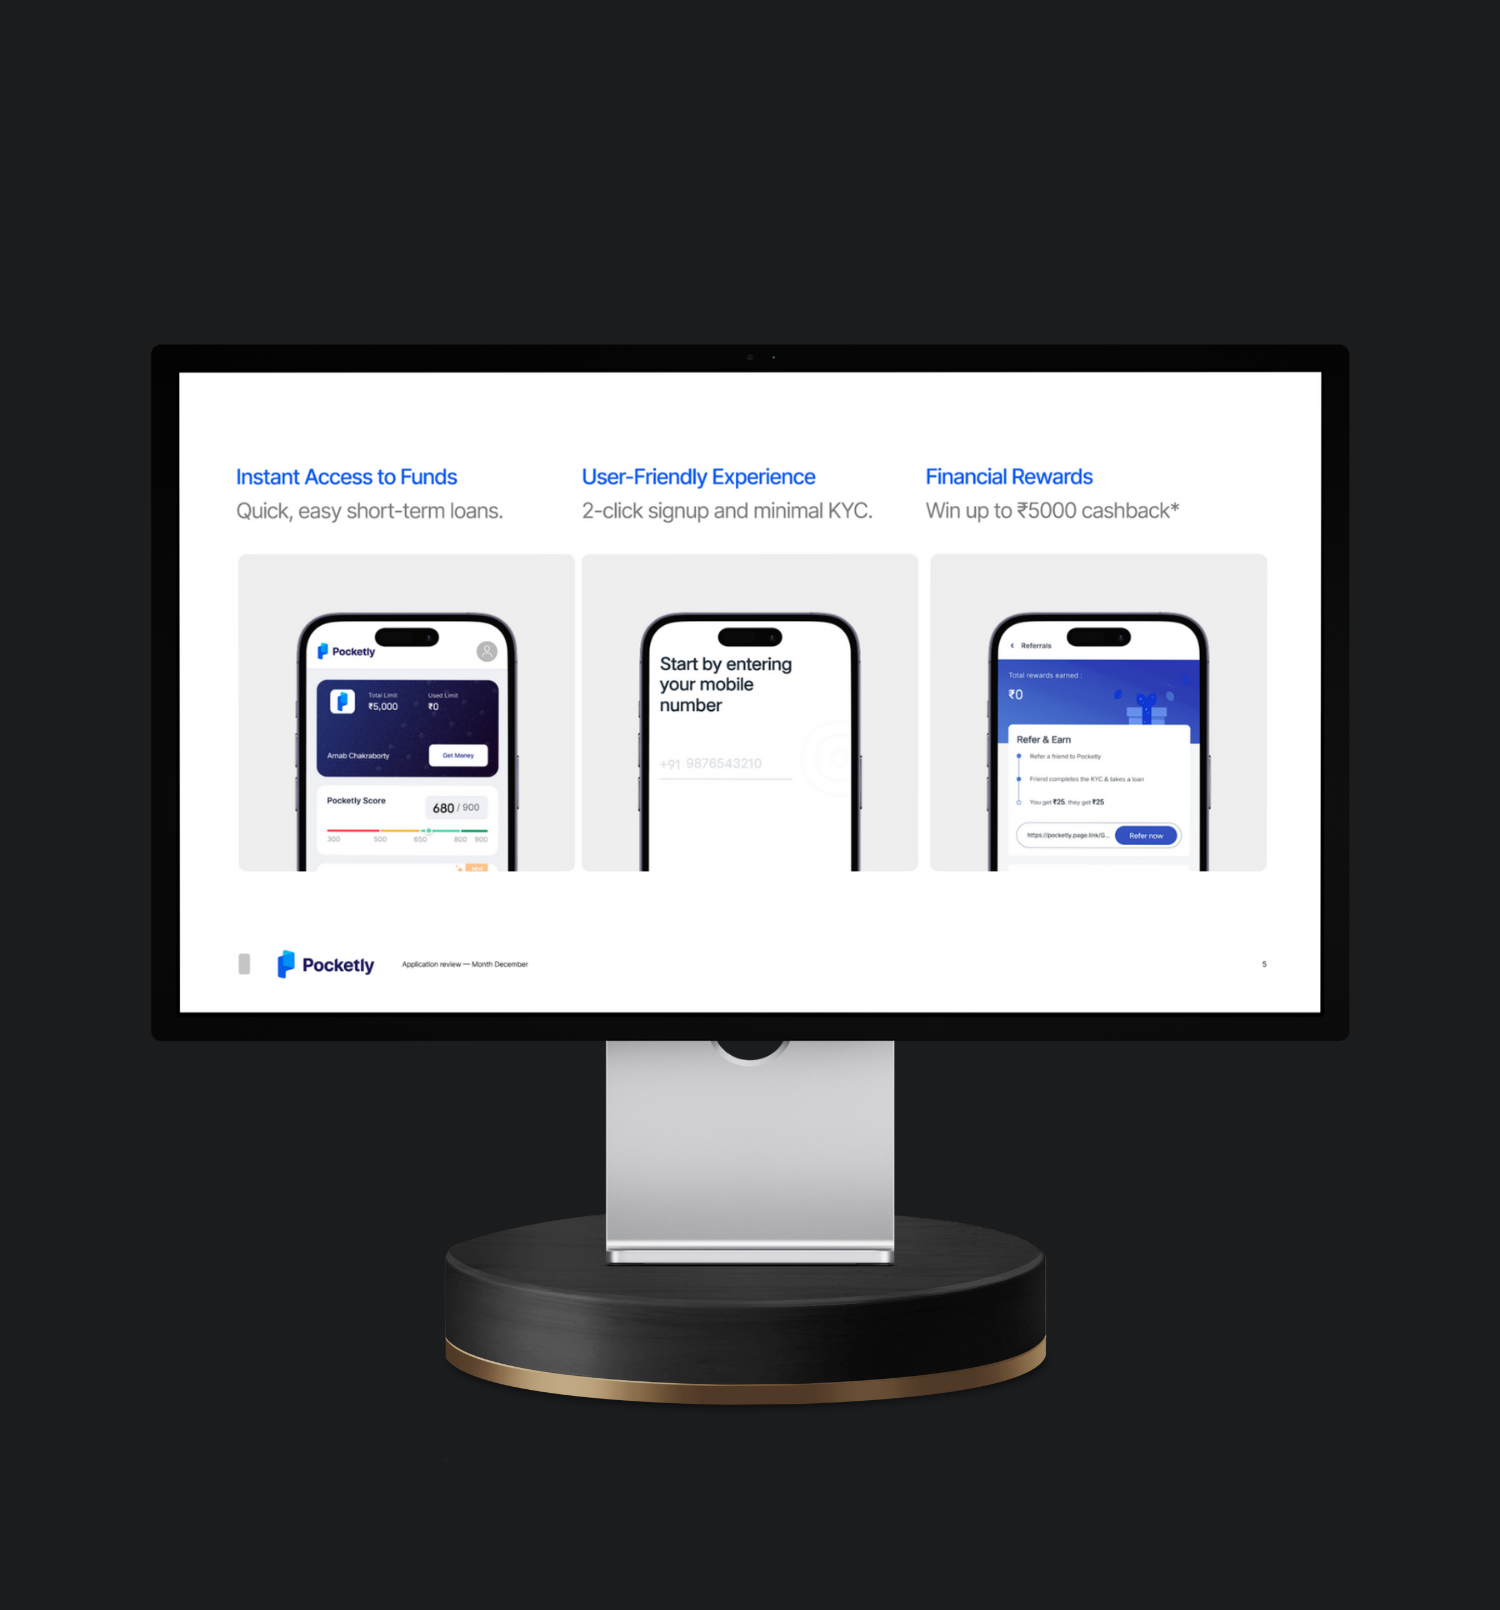 Instant Access to Funds
Quick, easy short-term loans.
User-Friendly Experience
2-click signup and minimal KYC.
Financial Rewards
Win up to ₹5000 cashback*
Pocketly
Total Limit
₹5,000
Used Limit
₹0
Arnab Chakraborty
Get Money
Pocketly Score
680 / 900
300 500 650 800 900
NEW
Start by entering
your mobile
number
+91 9876543210
Referrals
Total rewards earned :
₹0
Refer & Earn
Refer a friend to Pocketly
Friend completes the KYC & takes a loan
You get ₹25, they get ₹25
https://pocketly.page.link/G...
Refer now
Pocketly
Application review — Month December
5